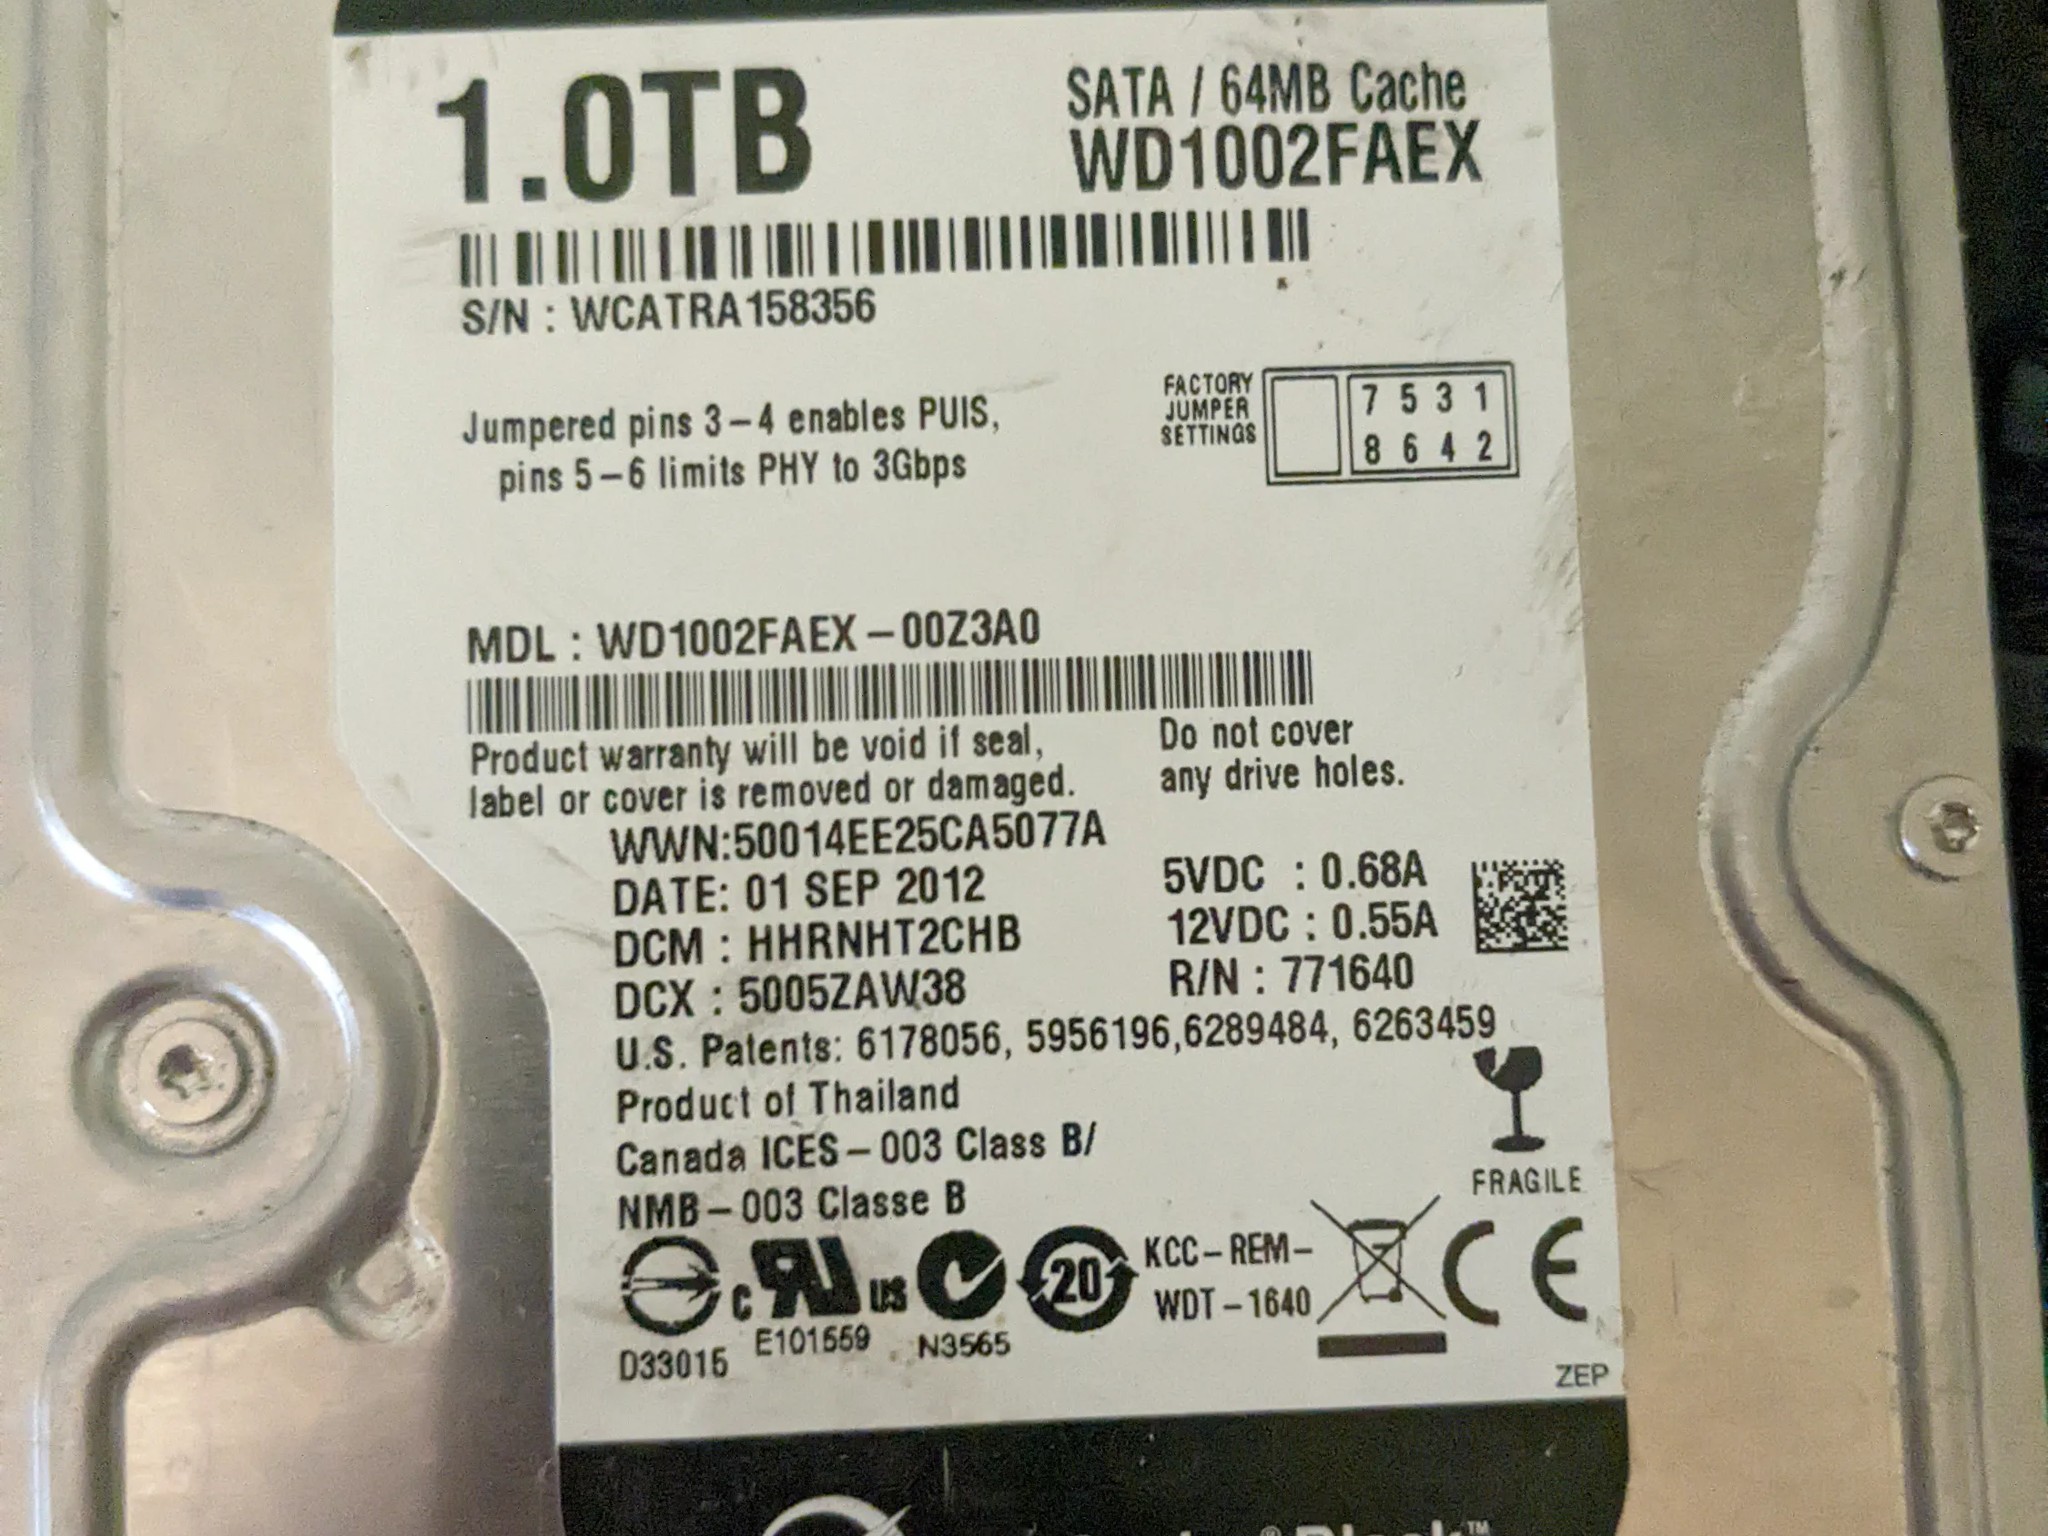 1.0TB
SATA / 64MB Cache
WD1002FAEX
S/N : WCATRA158356
Jumpered pins 3-4 enables PUIS,
pins 5-6 limits PHY to 3Gbps
FACTORY
JUMPER
SETTINGS
7 5 3 1
8 6 4 2
MDL : WD1002FAEX-00Z3A0
Product warranty will be void if seal,
label or cover is removed or damaged.
Do not cover
any drive holes.
WWN:50014EE25CA5077A
DATE: 01 SEP 2012
DCM : HHRNHT2CHB
DCX : 5005ZAW38
5VDC : 0.68A
12VDC : 0.55A
R/N : 771640
U.S. Patents: 6178056, 5956196,6289484, 6263459
Product of Thailand
Canada ICES-003 Class B/
NMB-003 Classe B
FRAGILE
D33015
c RU US
E101559
N3565
20
KCC-REM-
WDT-1640
CE
ZEP
Black™